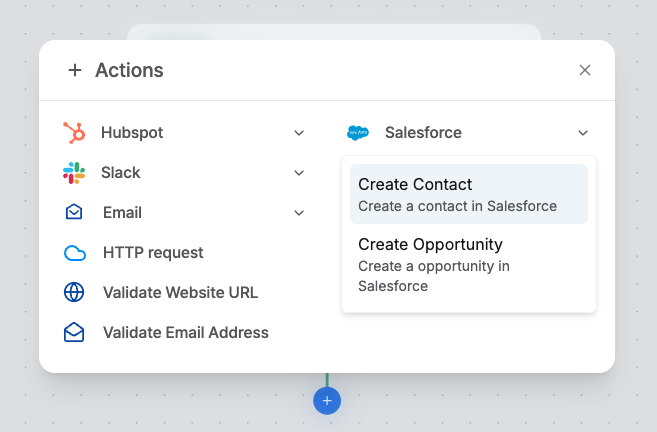 Actions
Hubspot
Slack
Email
HTTP request
Validate Website URL
Validate Email Address
Salesforce
Create Contact
Create a contact in Salesforce
Create Opportunity
Create a opportunity in
Salesforce